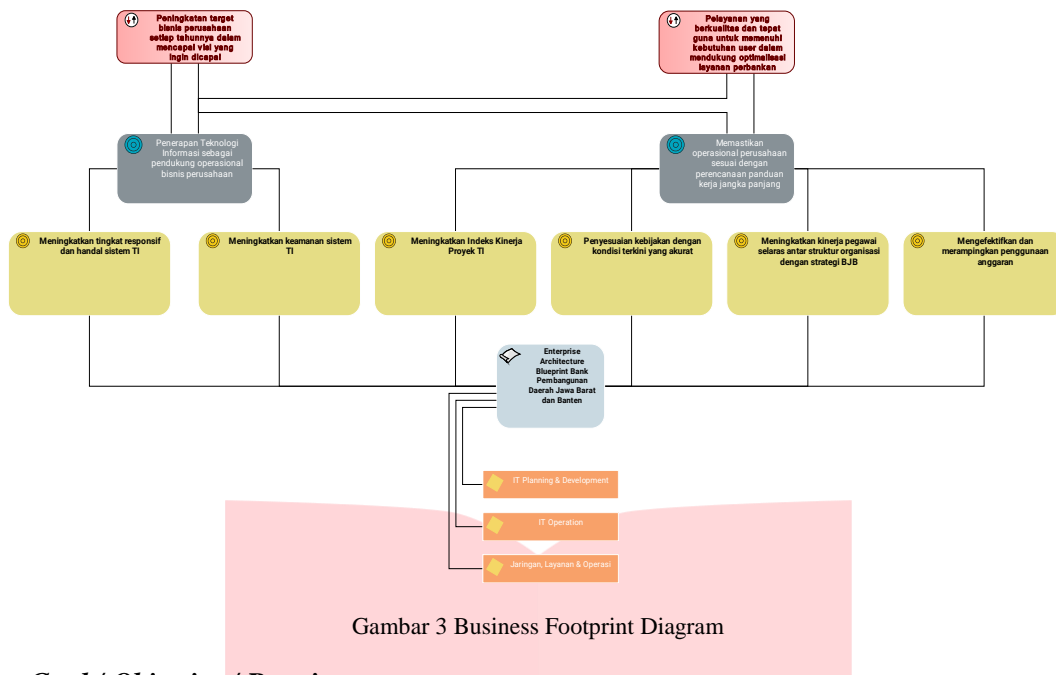 Peningkatan target
bisnis perusahaan
setiap tahunnya dalam
mencapai visi yang
ingin dicapai
Pelayanan yang
berkualitas dan tepat
guna untuk memenuhi
kebutuhan user dalam
mendukung optimalisasi
layanan perbankan
Penerapan Teknologi
Informasi sebagai
pendukung operasional
bisnis perusahaan
Memastikan
operasional perusahaan
sesuai dengan
perencanaan panduan
kerja jangka panjang
Meningkatkan tingkat responsif
dan handal sistem TI
Meningkatkan keamanan sistem
TI
Meningkatkan Indeks Kinerja
Proyek TI
Penyesuaian kebijakan dengan
kondisi terkini yang akurat
Meningkatkan kinerja pegawai
selaras antar struktur organisasi
dengan strategi BJB
Mengefektifkan dan
merampingkan penggunaan
anggaran
Enterprise
Architecture
Blueprint Bank
Pembangunan
Daerah Jawa Barat
dan Banten
IT Planning & Development
IT Operation
Jaringan, Layanan & Operasi
Gambar 3 Business Footprint Diagram